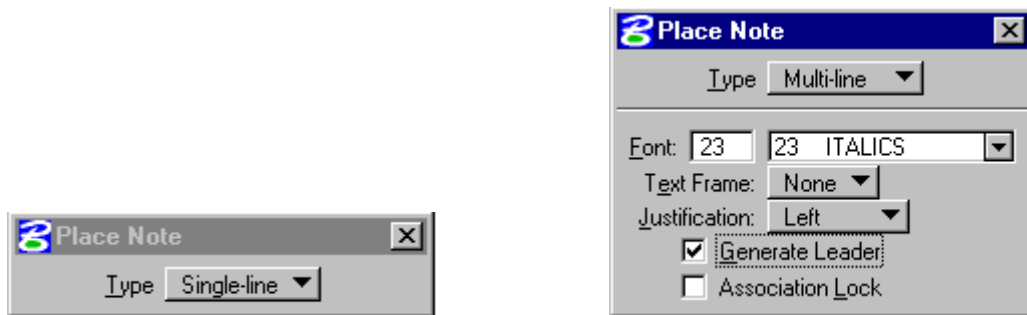 Place Note
Type Single-line
Place Note
Type Multi-line
Font: 23 23 ITALICS
Text Frame: None
Justification: Left
Generate Leader
Association Lock